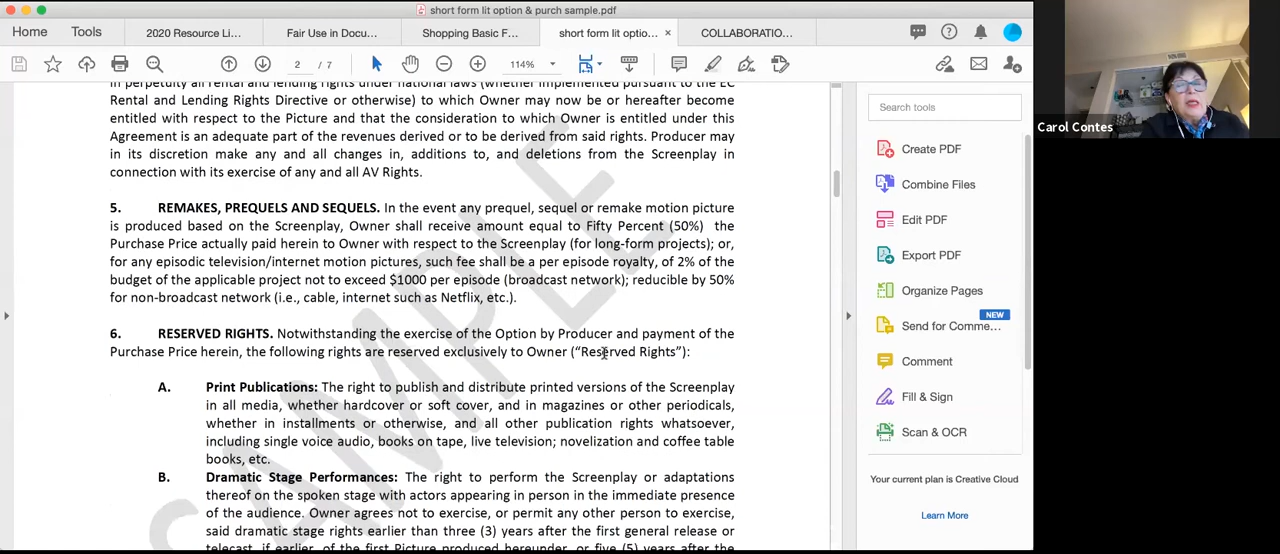 short form lit option & purch sample.pdf
Home
Tools
2020 Resource Li...
Fair Use in Docu...
Shopping Basic F...
short form lit optio...
×
COLLABORATIO...
2 / 7
114%
in perpetuity all rental and lending rights under national laws (whether implemented pursuant to the EC
Rental and Lending Rights Directive or otherwise) to which Owner may now be or hereafter become
entitled with respect to the Picture and that the consideration to which Owner is entitled under this
Agreement is an adequate part of the revenues derived or to be derived from said rights. Producer may
in its discretion make any and all changes in, additions to, and deletions from the Screenplay in
connection with its exercise of any and all AV Rights.
5. REMAKES, PREQUELS AND SEQUELS. In the event any prequel, sequel or remake motion picture
is produced based on the Screenplay, Owner shall receive amount equal to Fifty Percent (50%) the
Purchase Price actually paid herein to Owner with respect to the Screenplay (for long-form projects); or,
for any episodic television/internet motion pictures, such fee shall be a per episode royalty, of 2% of the
budget of the applicable project not to exceed $1000 per episode (broadcast network); reducible by 50%
for non-broadcast network (i.e., cable, internet such as Netflix, etc.).
6. RESERVED RIGHTS. Notwithstanding the exercise of the Option by Producer and payment of the
Purchase Price herein, the following rights are reserved exclusively to Owner (“Reserved Rights”):
A. Print Publications: The right to publish and distribute printed versions of the Screenplay
in all media, whether hardcover or soft cover, and in magazines or other periodicals,
whether in installments or otherwise, and all other publication rights whatsoever,
including single voice audio, books on tape, live television; novelization and coffee table
books, etc.
B. Dramatic Stage Performances: The right to perform the Screenplay or adaptations
thereof on the spoken stage with actors appearing in person in the immediate presence
of the audience. Owner agrees not to exercise, or permit any other person to exercise,
said dramatic stage rights earlier than three (3) years after the first general release or
telecast, if earlier, of the first Picture produced hereunder, or five (5) years after the
SAMPLE
Search tools
Create PDF
Combine Files
Edit PDF
Export PDF
Organize Pages
NEW
Send for Comme...
Comment
Fill & Sign
Scan & OCR
Your current plan is Creative Cloud
Learn More
Carol Contes